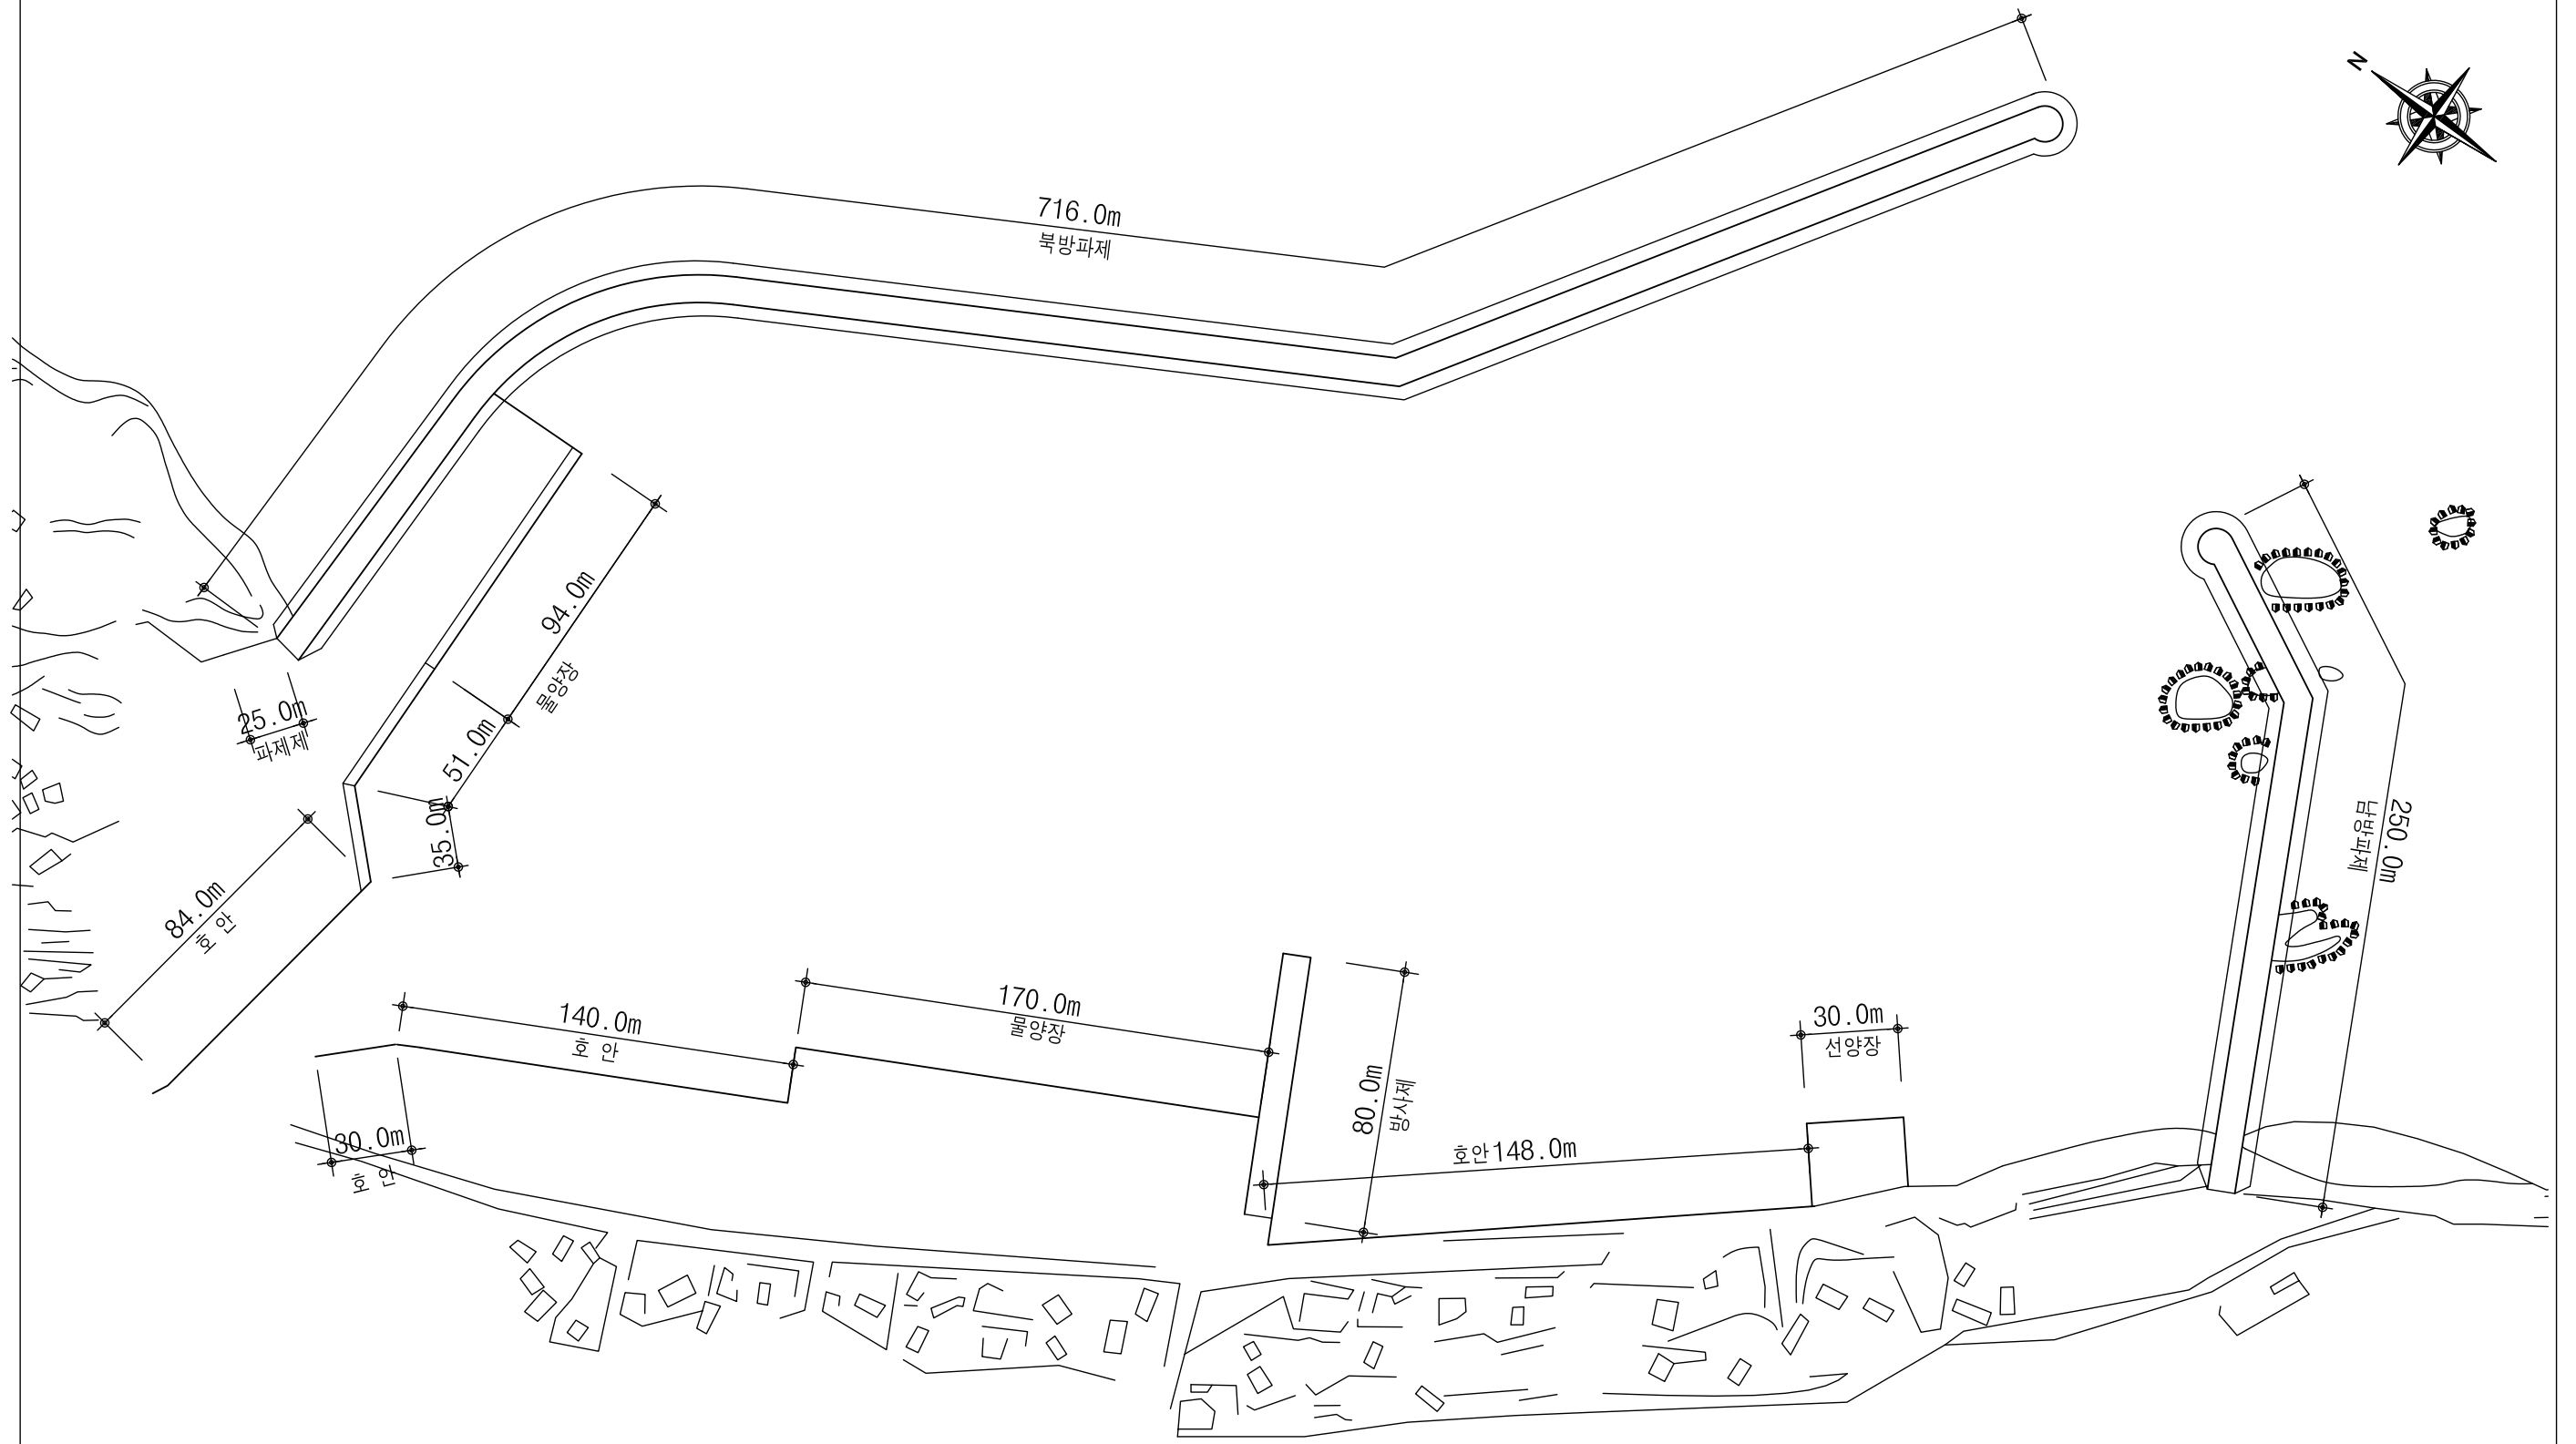 N
716.0m
북방파제
94.0m
물양장
51.0m
35.0m
25.0m
파제제
84.0m
호 안
140.0m
호 안
170.0m
물양장
30.0m
호 안
80.0m
방사제
호안148.0m
30.0m
선양장
250.0m
남방파제